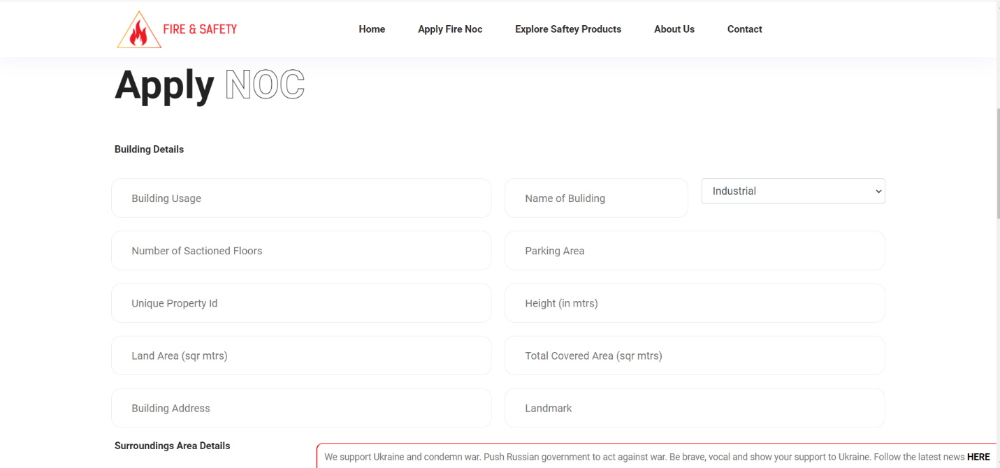 FIRE & SAFETY
Home Apply Fire Noc Explore Saftey Products About Us Contact
Apply NOC
Building Details
Building Usage Name of Buliding Industrial
Number of Sactioned Floors Parking Area
Unique Property Id Height (in mtrs)
Land Area (sqr mtrs) Total Covered Area (sqr mtrs)
Building Address Landmark
Surroundings Area Details
We support Ukraine and condemn war. Push Russian government to act against war. Be brave, vocal and show your support to Ukraine. Follow the latest news HERE